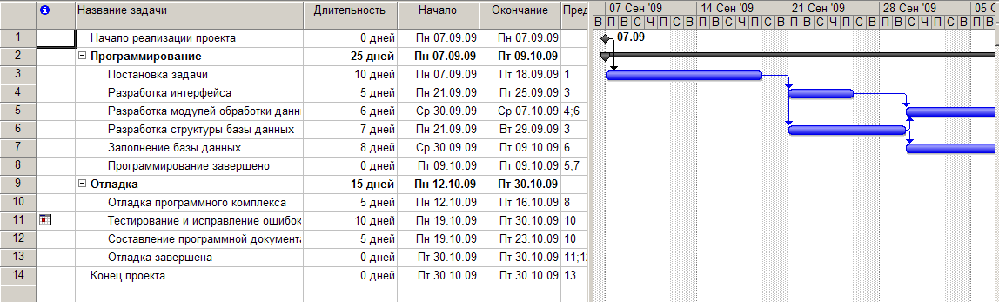 Название задачи Длительность Начало Окончание Пред 07 Сен '09 14 Сен '09 21 Сен '09 28 Сен '09 05
В П В С Ч П С В П В С Ч П С В П В С Ч П С В П В С Ч П С В П В
1 Начало реализации проекта 0 дней Пн 07.09.09 Пн 07.09.09 07.09
2 Программирование 25 дней Пн 07.09.09 Пт 09.10.09
3 Постановка задачи 10 дней Пн 07.09.09 Пт 18.09.09 1
4 Разработка интерфейса 5 дней Пн 21.09.09 Пт 25.09.09 3
5 Разработка модулей обработки данн 6 дней Ср 30.09.09 Ср 07.10.09 4;6
6 Разработка структуры базы данных 7 дней Пн 21.09.09 Вт 29.09.09 3
7 Заполнение базы данных 8 дней Ср 30.09.09 Пт 09.10.09 6
8 Программирование завершено 0 дней Пт 09.10.09 Пт 09.10.09 5;7
9 Отладка 15 дней Пн 12.10.09 Пт 30.10.09
10 Отладка программного комплекса 5 дней Пн 12.10.09 Пт 16.10.09 8
11 Тестирование и исправление ошибок 10 дней Пн 19.10.09 Пт 30.10.09 10
12 Составление программной документа 5 дней Пн 19.10.09 Пт 23.10.09 10
13 Отладка завершена 0 дней Пт 30.10.09 Пт 30.10.09 11;12
14 Конец проекта 0 дней Пт 30.10.09 Пт 30.10.09 13